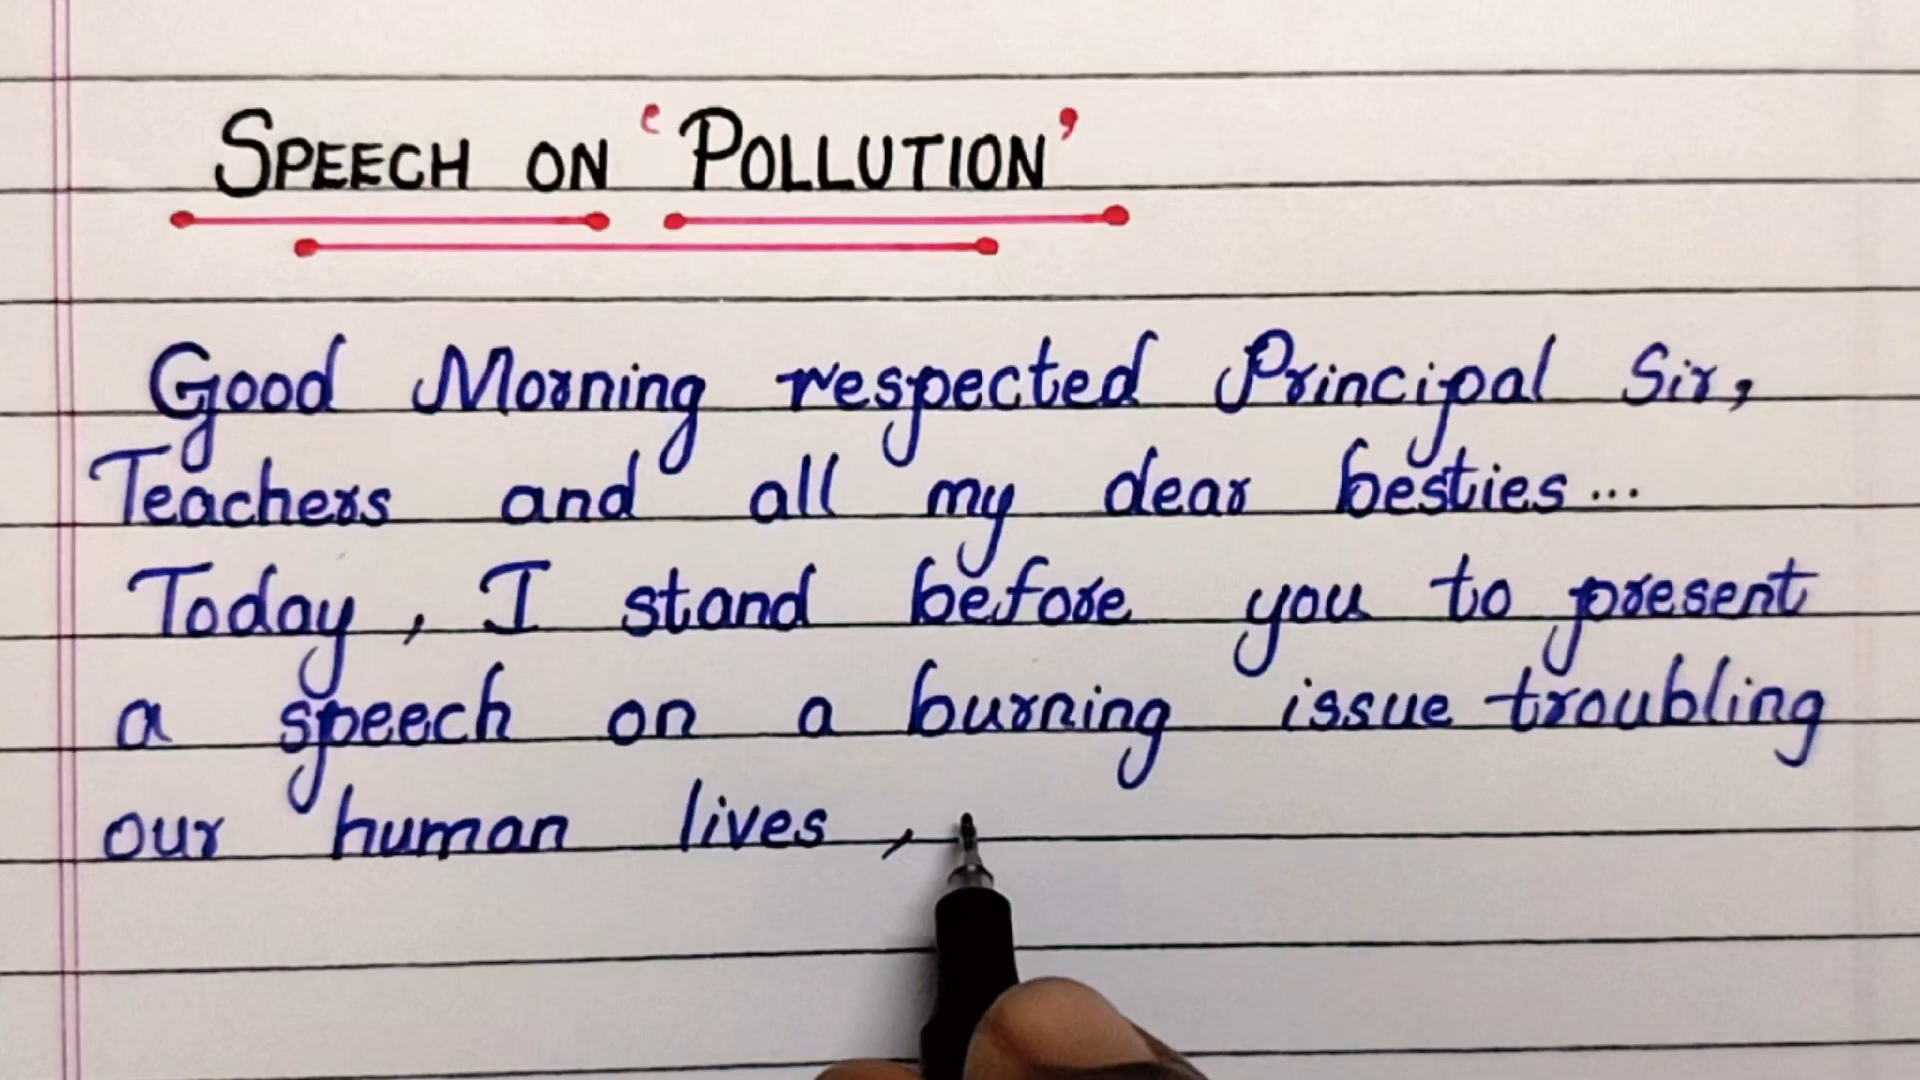 SPEECH ON 'POLLUTION'
Good Morning respected Principal Sir,
Teachers and all my dear besties...
Today, I stand before you to present
a speech on a burning issue troubling
our human lives,